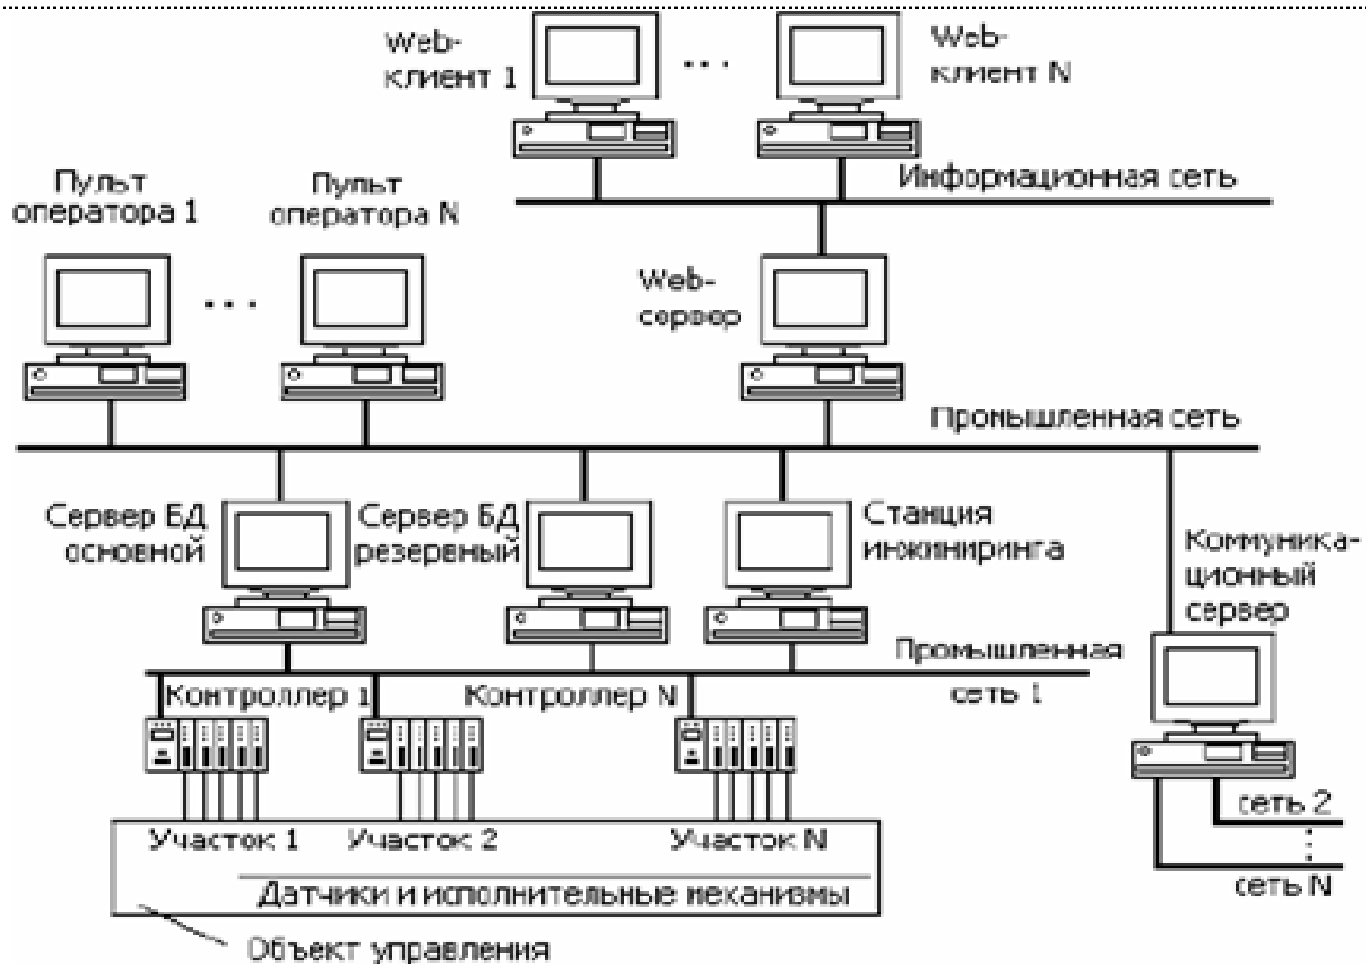 Web-
клиент 1
Web-
клиент N
Информационная сеть
Пульт
оператора 1
Пульт
оператора N
Web-
сервер
Промышленная сеть
Сервер БД
основной
Сервер БД
резервный
Станция
инжиниринга
Коммуника-
ционный
сервер
Промышленная
сеть 1
Контроллер 1
Контроллер N
сеть 2
сеть N
Участок 1
Участок 2
Участок N
Датчики и исполнительные механизмы
Объект управления